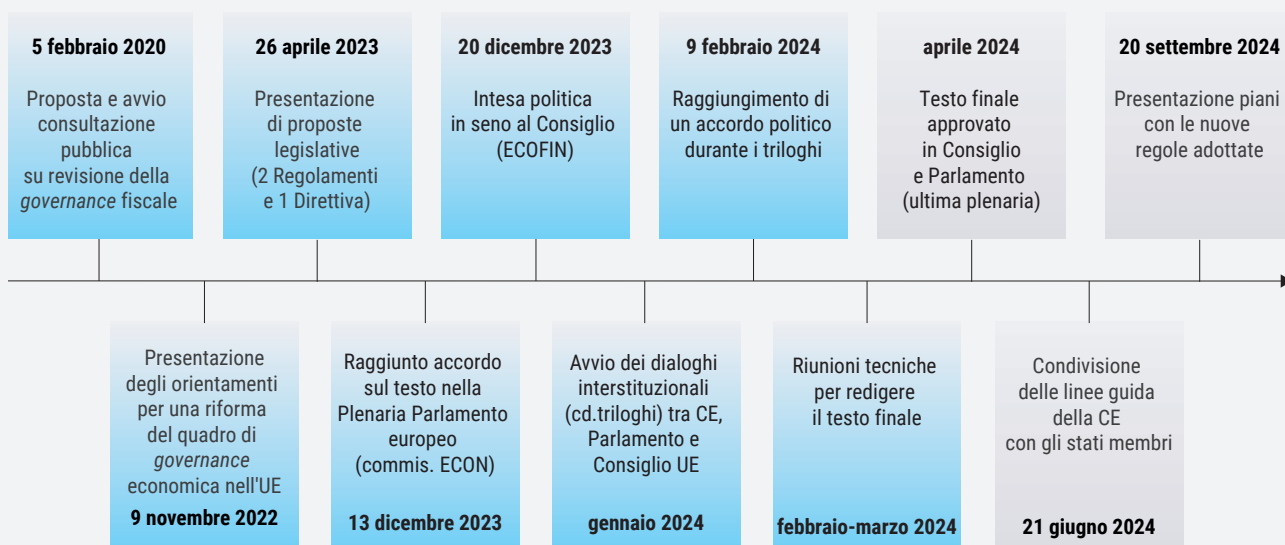 5 febbraio 2020
Proposta e avvio
consultazione
pubblica
su revisione della
governance fiscale
26 aprile 2023
Presentazione
di proposte
legislative
(2 Regolamenti
e 1 Direttiva)
20 dicembre 2023
Intesa politica
in seno al Consiglio
(ECOFIN)
9 febbraio 2024
Raggiungimento di
un accordo politico
durante i triloghi
aprile 2024
Testo finale
approvato
in Consiglio
e Parlamento
(ultima plenaria)
20 settembre 2024
Presentazione piani
con le nuove
regole adottate
Presentazione
degli orientamenti
per una riforma
del quadro di
governance
economica nell'UE
9 novembre 2022
Raggiunto accordo
sul testo nella
Plenaria Parlamento
europeo
(commis. ECON)
13 dicembre 2023
Avvio dei dialoghi
interstituzionali
(cd.triloghi) tra CE,
Parlamento e
Consiglio UE
gennaio 2024
Riunioni tecniche
per redigere
il testo finale
febbraio-marzo 2024
Condivisione
delle linee guida
della CE
con gli stati membri
21 giugno 2024